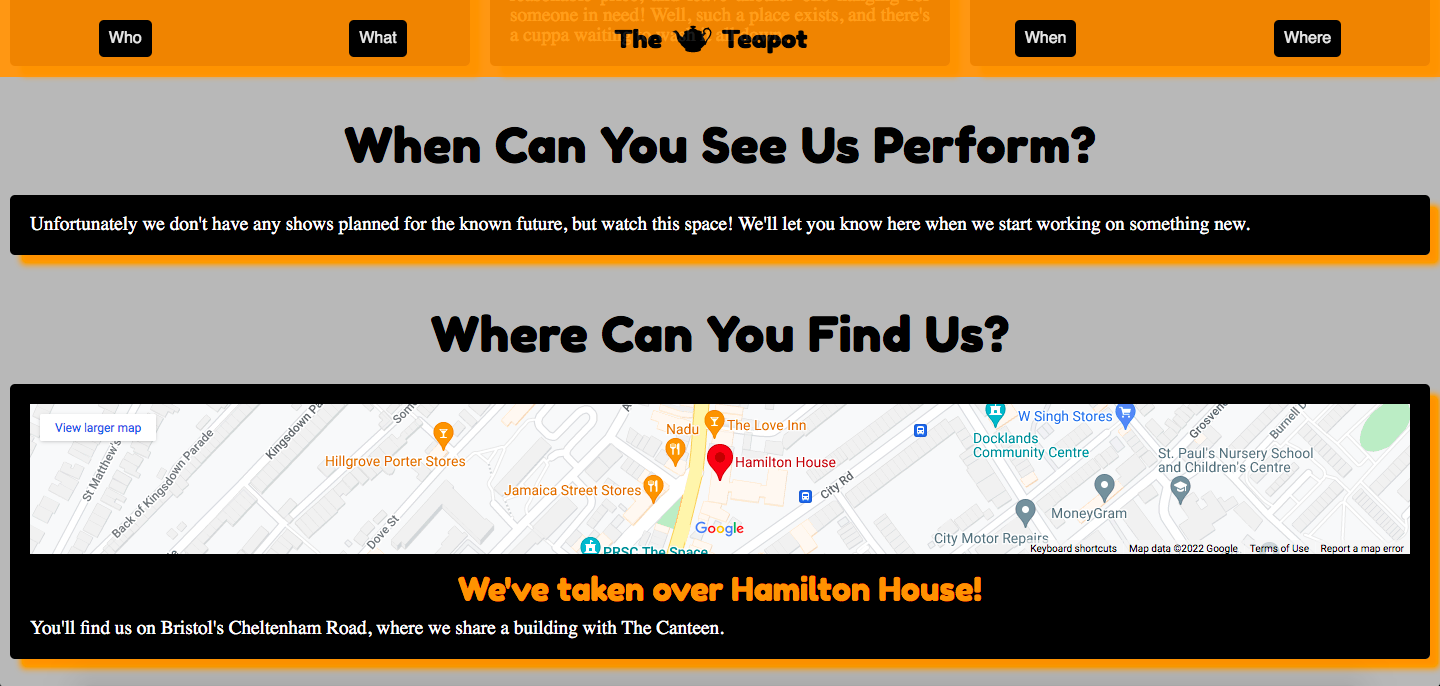 someone in need! Well, such a place exists, and there's
a cuppa waiting
Who
What
The Teapot
When
Where
When Can You See Us Perform?
Unfortunately we don't have any shows planned for the known future, but watch this space! We'll let you know here when we start working on something new.
Where Can You Find Us?
View larger map
St Matthew's
Back of Kingsdown Parade
Kingsdown Pa
Som
Hillgrove Porter Stores
Dove St
Nadu
The Love Inn
Hamilton House
Jamaica Street Stores
City Rd
Google
PRSC The Space
W Singh Stores
Docklands
Community Centre
Grosveno
Burnell D
St. Paul's Nursery School
and Children's Centre
MoneyGram
City Motor Repairs
Keyboard shortcuts
Map data ©2022 Google
Terms of Use
Report a map error
We've taken over Hamilton House!
You'll find us on Bristol's Cheltenham Road, where we share a building with The Canteen.